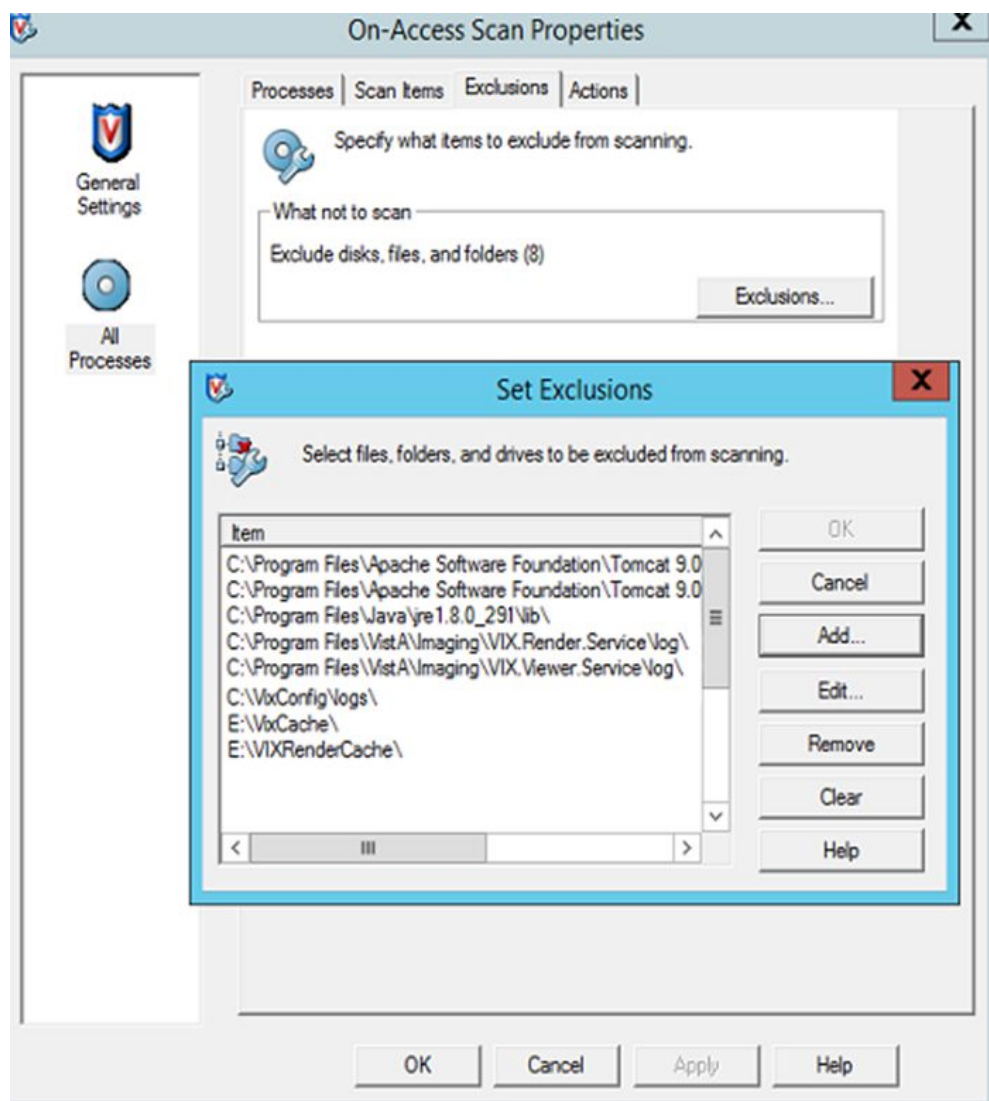 On-Access Scan Properties
X
General
Settings
All
Processes
Processes
Scan Items
Exclusions
Actions
Specify what items to exclude from scanning.
What not to scan
Exclude disks, files, and folders (8)
Exclusions...
Set Exclusions
X
Select files, folders, and drives to be excluded from scanning.
Item
C:\Program Files\Apache Software Foundation\Tomcat 9.0
C:\Program Files\Apache Software Foundation\Tomcat 9.0
C:\Program Files\Java\jre1.8.0_291\lib\
C:\Program Files\VistA\Imaging\VIX.Render.Service\log\
C:\Program Files\VistA\Imaging\VIX.Viewer.Service\log\
C:\VixConfig\logs\
E:\VixCache\
E:\VIXRenderCache\
OK
Cancel
Add...
Edit...
Remove
Clear
Help
OK
Cancel
Apply
Help